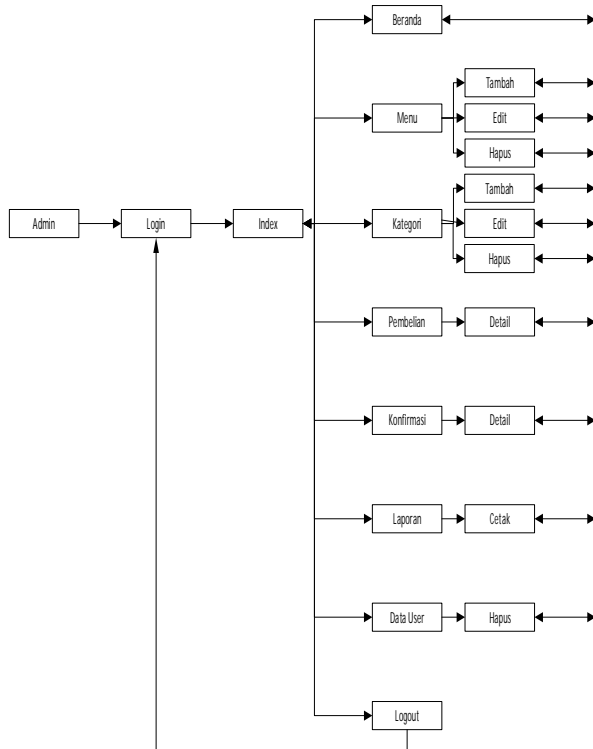 Beranda
Tambah
Menu
Edit
Hapus
Tambah
Admin
Login
Index
Kategori
Edit
Hapus
Pembelian
Detail
Konfirmasi
Detail
Laporan
Cetak
Data User
Hapus
Logout